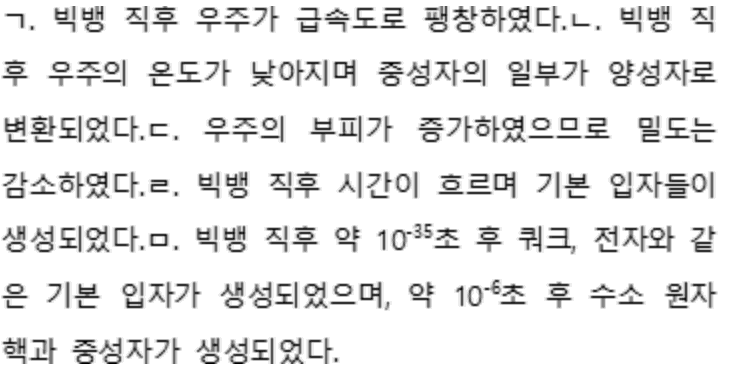 ㄱ. 빅뱅 직후 우주가 급속도로 팽창하였다.ㄴ. 빅뱅 직
후 우주의 온도가 낮아지며 중성자의 일부가 양성자로
변환되었다.ㄷ. 우주의 부피가 증가하였으므로 밀도는
감소하였다.ㄹ. 빅뱅 직후 시간이 흐르며 기본 입자들이
생성되었다.ㅁ. 빅뱅 직후 약 10⁻³⁵초 후 쿼크, 전자와 같
은 기본 입자가 생성되었으며, 약 10⁻⁶초 후 수소 원자
핵과 중성자가 생성되었다.